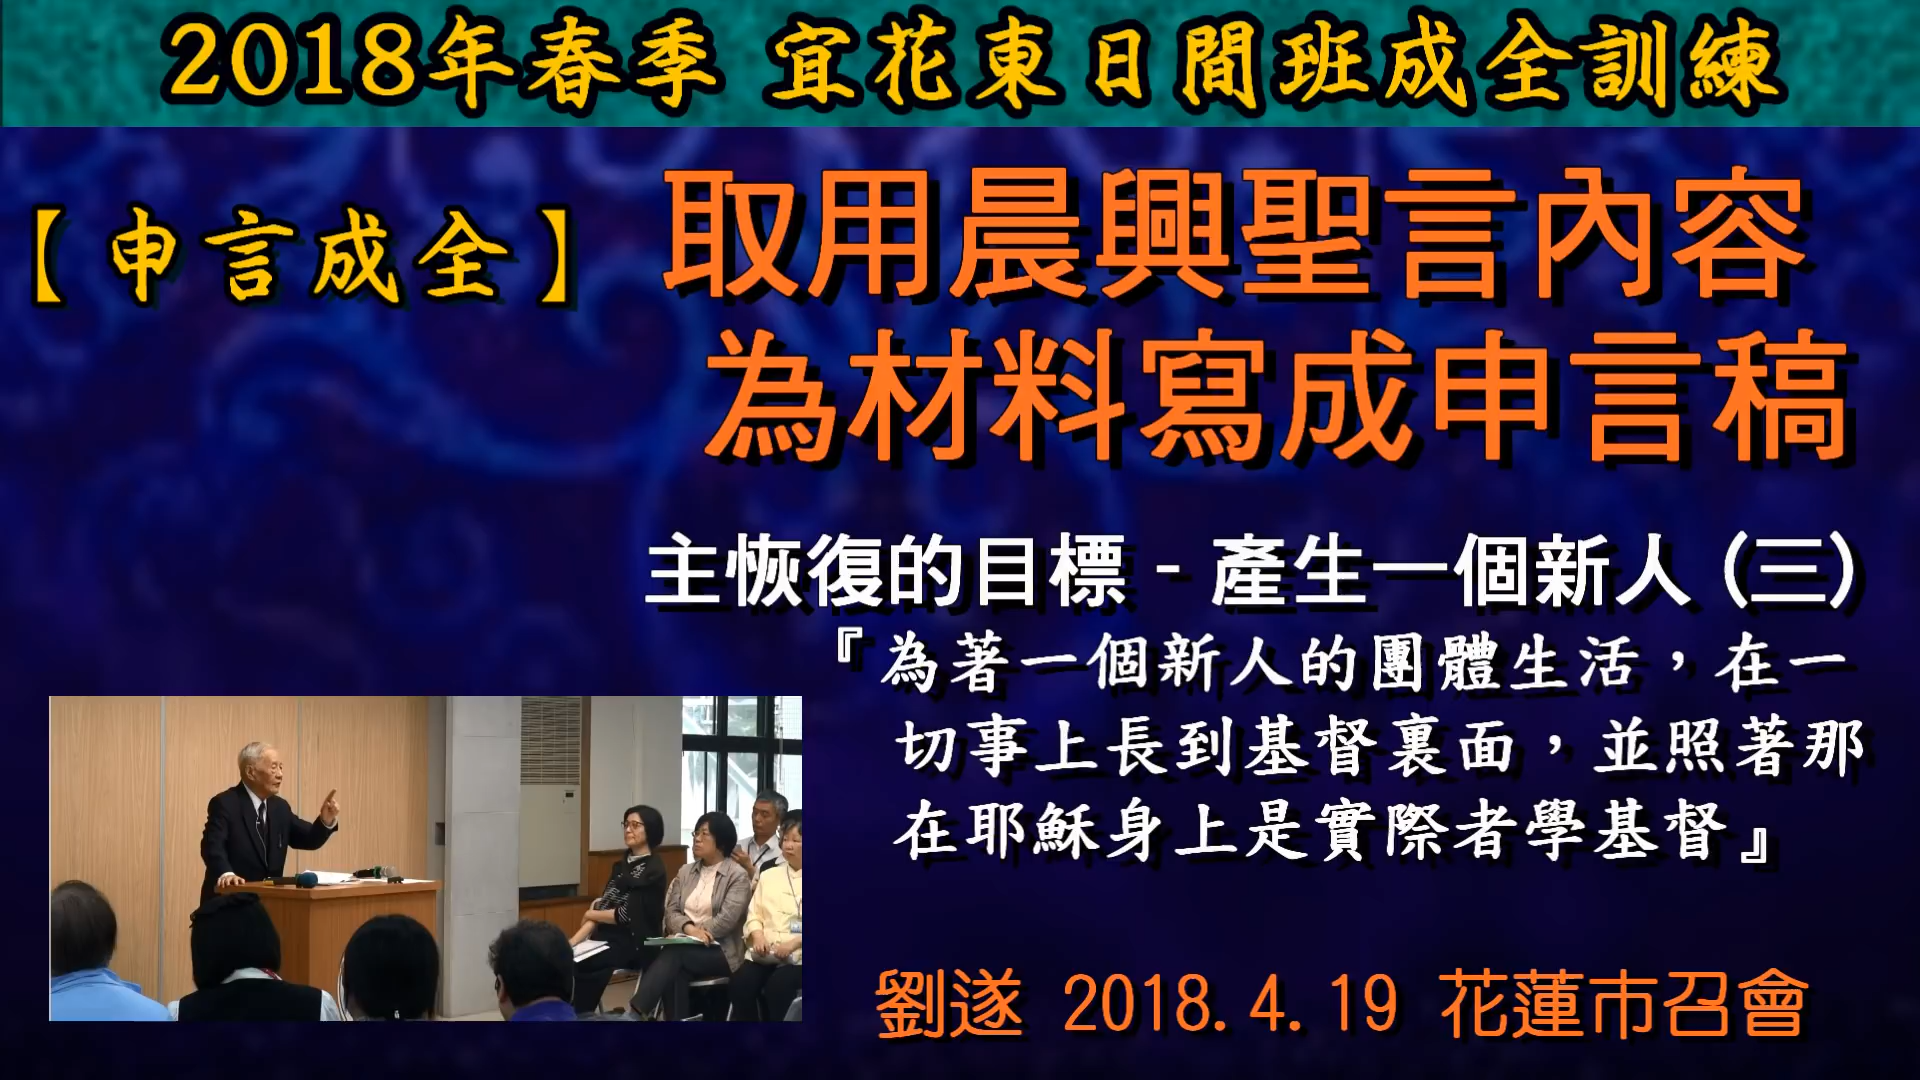 2018年春季 宜花東日間班成全訓練
【申言成全】
取用晨興聖言內容
為材料寫成申言稿
主恢復的目標 - 產生一個新人 (三)
『為著一個新人的團體生活，在一
切事上長到基督裏面，並照著那
在耶穌身上是實際者學基督』
劉遂 2018.4.19 花蓮市召會